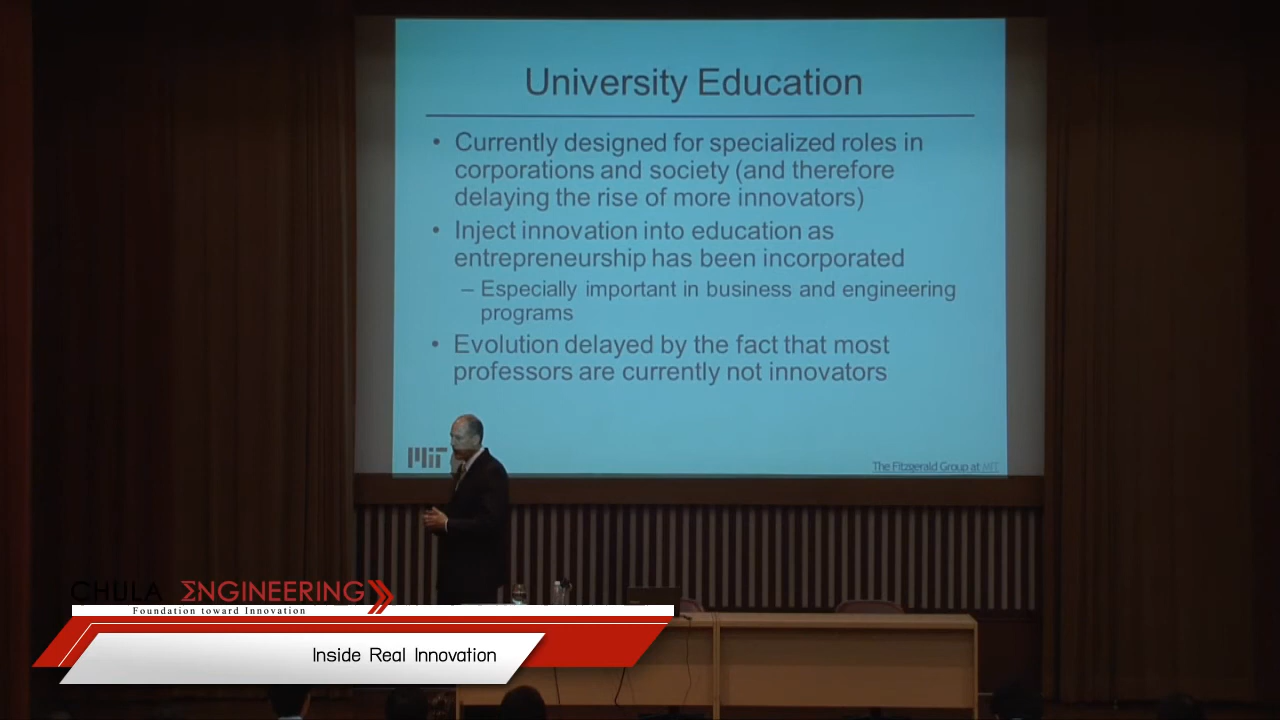 University Education
• Currently designed for specialized roles in
corporations and society (and therefore
delaying the rise of more innovators)
• Inject innovation into education as
entrepreneurship has been incorporated
– Especially important in business and engineering
programs
• Evolution delayed by the fact that most
professors are currently not innovators
MIT
The Fitzgerald Group at MIT
CHULA ΣNGINEERING
Foundation toward Innovation
Inside Real Innovation